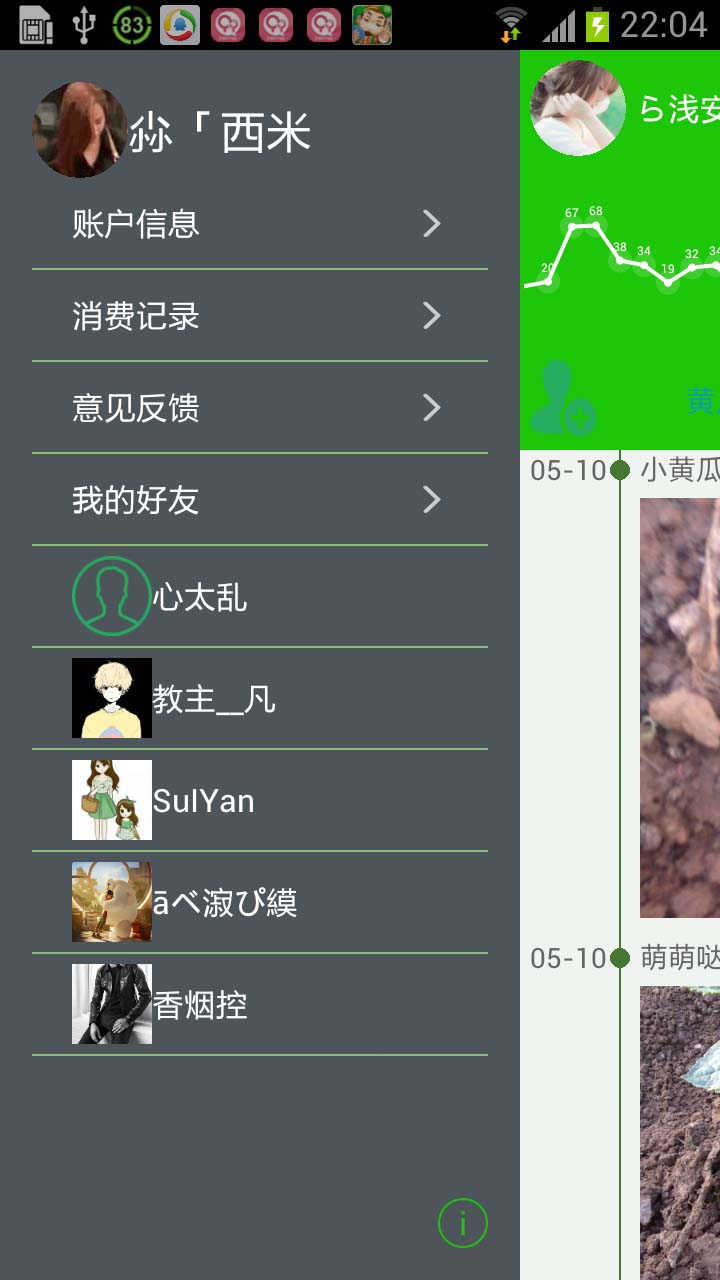 83
22:04
尛「西米
账户信息
消费记录
意见反馈
我的好友
心太乱
教主__凡
SulYan
āべ溆ぴ縸
香烟控
ら浅安
20 67 68 38 34 19 32 34
黄
05-10 小黄瓜
05-10 萌萌哒